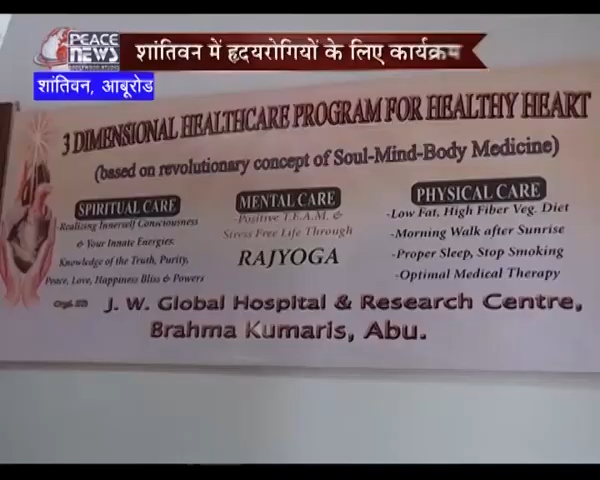 PEACE
NEWS
शांतिवन में हृदयरोगियों के लिए कार्यक्रम
शांतिवन, आबूरोड
3 DIMENSIONAL HEALTHCARE PROGRAM FOR HEALTHY HEART
(based on revolutionary concept of Soul-Mind-Body Medicine)
SPIRITUAL CARE
Realizing Innerself Consciousness
& Your Innate Energies.
Knowledge of the Truth, Purity,
Peace, Love, Happiness Bliss & Powers
MENTAL CARE
-Positive T.E.A.M. &
Stress Free Life Through
RAJYOGA
PHYSICAL CARE
-Low Fat, High Fiber Veg. Diet
-Morning Walk after Sunrise
-Proper Sleep, Stop Smoking
-Optimal Medical Therapy
J. W. Global Hospital & Research Centre,
Brahma Kumaris, Abu.